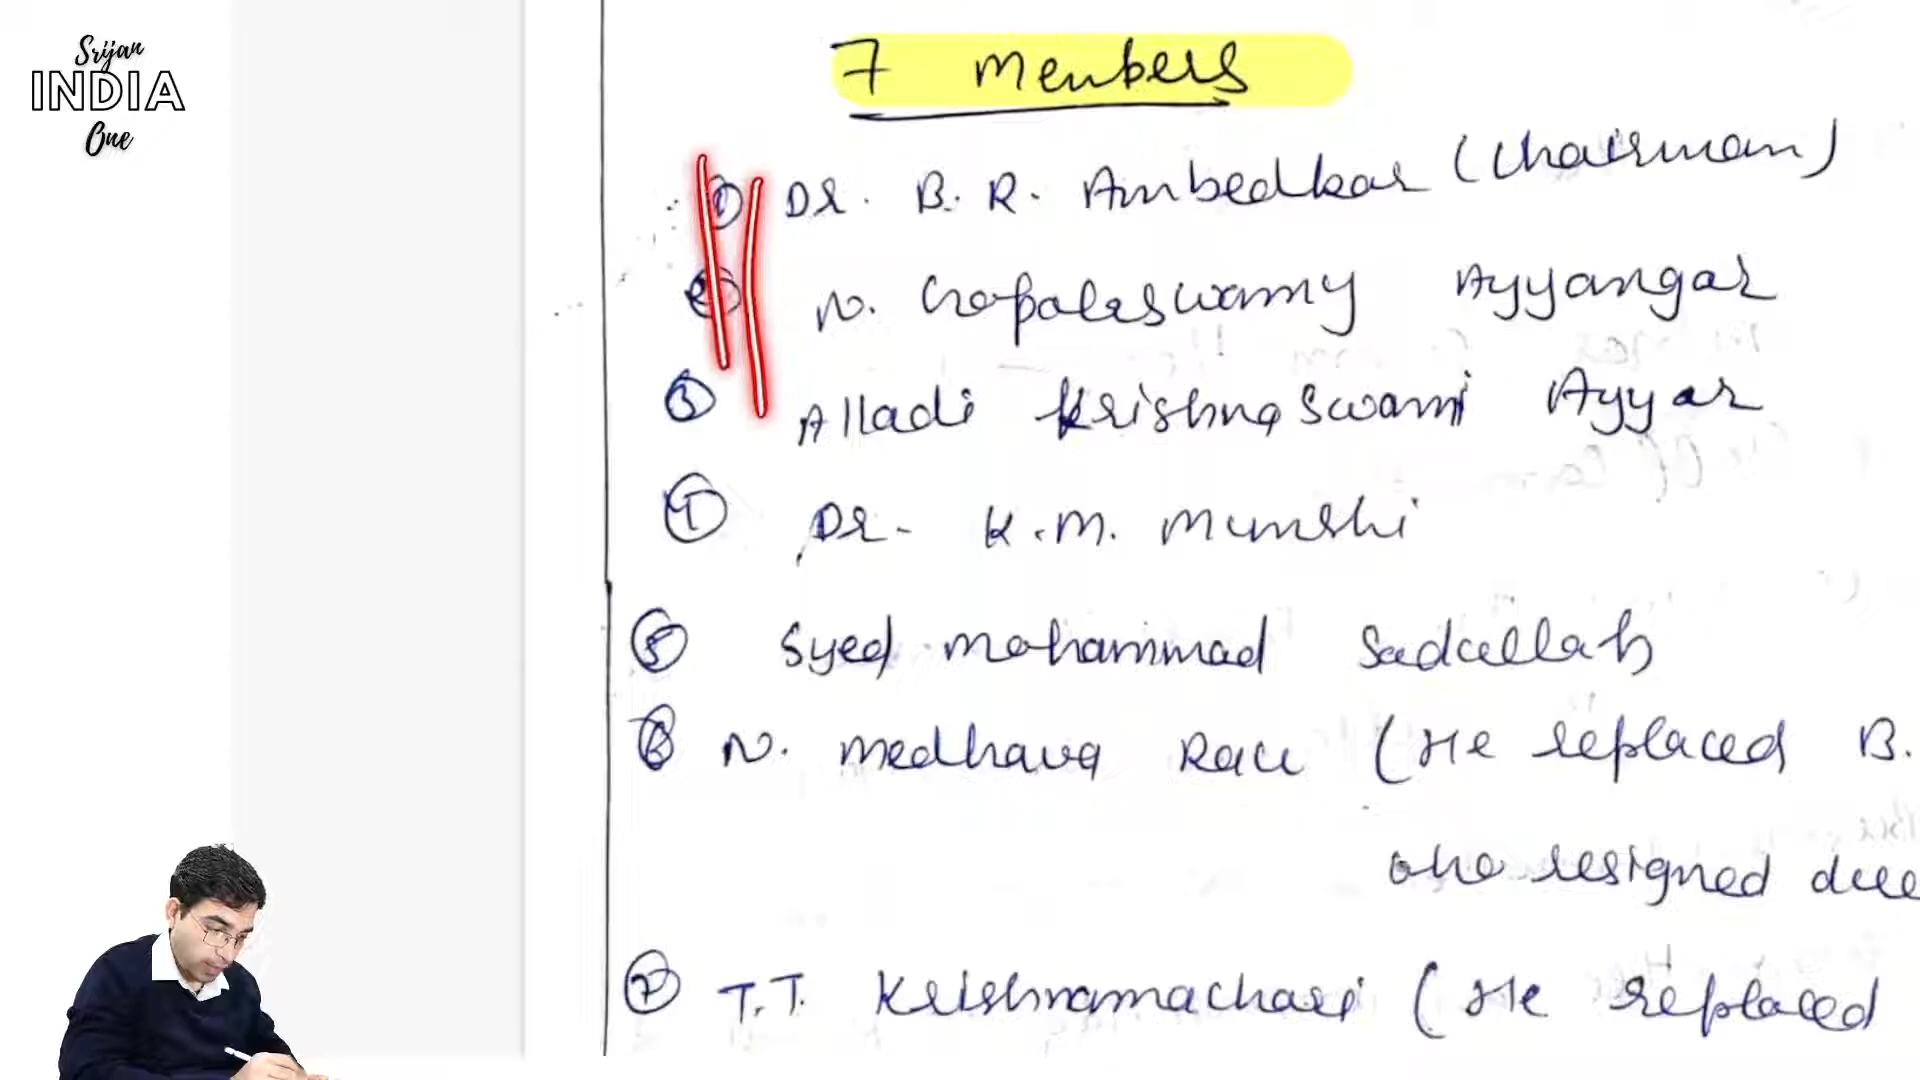 Srijan
INDIA
One
7 Members
① Dr. B. R. Ambedkar (Chairman)
② N. Gopalaswamy Ayyangar
③ Alladi Krishnaswami Ayyar
④ Dr. K.M. Munshi
⑤ Syed Mohammad Sadullah
⑥ N. Madhava Rau (He replaced B.
who resigned due
⑦ T.T. Krishnamachari (He replaced